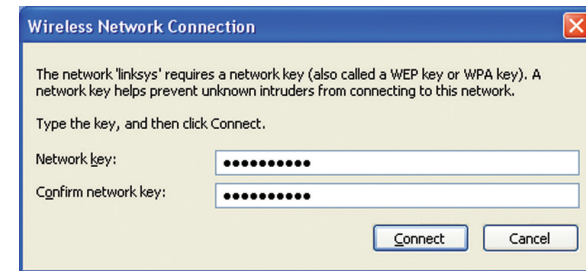 Wireless Network Connection
The network 'linksys' requires a network key (also called a WEP key or WPA key). A
network key helps prevent unknown intruders from connecting to this network.
Type the key, and then click Connect.
Network key: ••••••••••
Confirm network key: ••••••••••
Connect Cancel